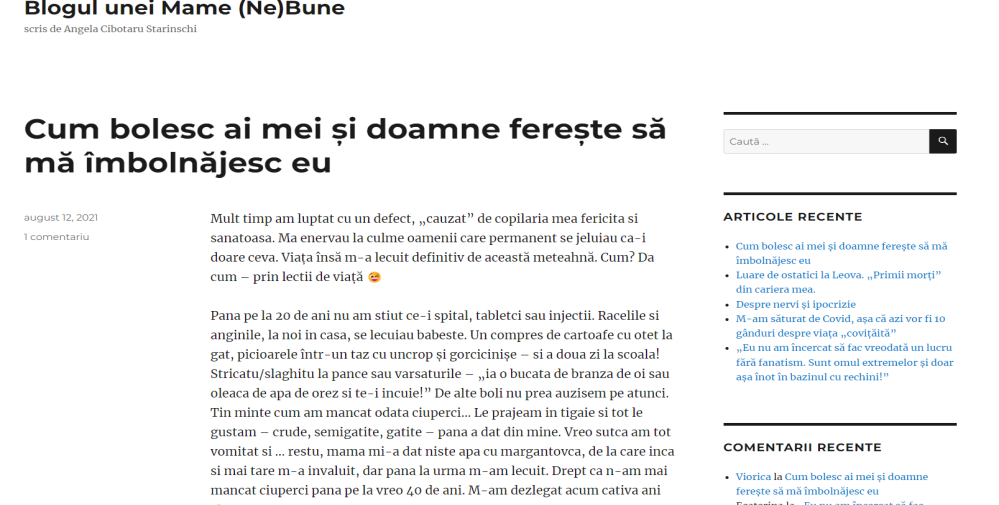 Blogul unei Mame (Ne)Bune
scris de Angela Cibotaru Starinschi
Cum bolesc ai mei și doamne ferește să
mă îmbolnăjesc eu
august 12, 2021
1 comentariu
Mult timp am luptat cu un defect, „cauzat” de copilaria mea fericita si
sanatoasa. Ma enervau la culme oamenii care permanent se jeluiau ca-i
doare ceva. Viața însă m-a lecuit definitiv de această meteahnă. Cum? Da
cum – prin lectii de viață 😅
Pana pe la 20 de ani nu am stiut ce-i spital, tabletci sau injectii. Racelile si
anginile, la noi in casa, se lecuiau babeste. Un compres de cartoafe cu otet la
gat, picioarele într-un taz cu uncrop și gorcicinișe – si a doua zi la scoala!
Stricatu/slaghitu la pance sau varsaturile – „ia o bucata de branza de oi sau
oleaca de apa de orez si te-i incuie!” De alte boli nu prea auzisem pe atunci.
Tin minte cum am mancat odata ciuperci… Le prajeam in tigaie si tot le
gustam – crude, semigatite, gatite – pana a dat din mine. Vreo sutca am tot
vomitat si … restu, mama mi-a dat niste apa cu margantovca, de la care inca
si mai tare m-a invaluit, dar pana la urma m-am lecuit. Drept ca n-am mai
mancat ciuperci pana pe la vreo 40 de ani. M-am dezlegat acum cativa ani
Caută …
ARTICOLE RECENTE
Cum bolesc ai mei și doamne ferește să mă
îmbolnăjesc eu
Luare de ostatici la Leova. „Primii morți”
din cariera mea.
Despre nervi și ipocrizie
M-am săturat de Covid, așa că azi vor fi 10
gânduri despre viața „covițăită”
„Eu nu am încercat să fac vreodată un lucru
fără fanatism. Sunt omul extremelor și doar
așa înot în bazinul cu rechini!”
COMENTARII RECENTE
Viorica la Cum bolesc ai mei și doamne
ferește să mă îmbolnăjesc eu
Ecaterina la „Eu nu am încercat să fac